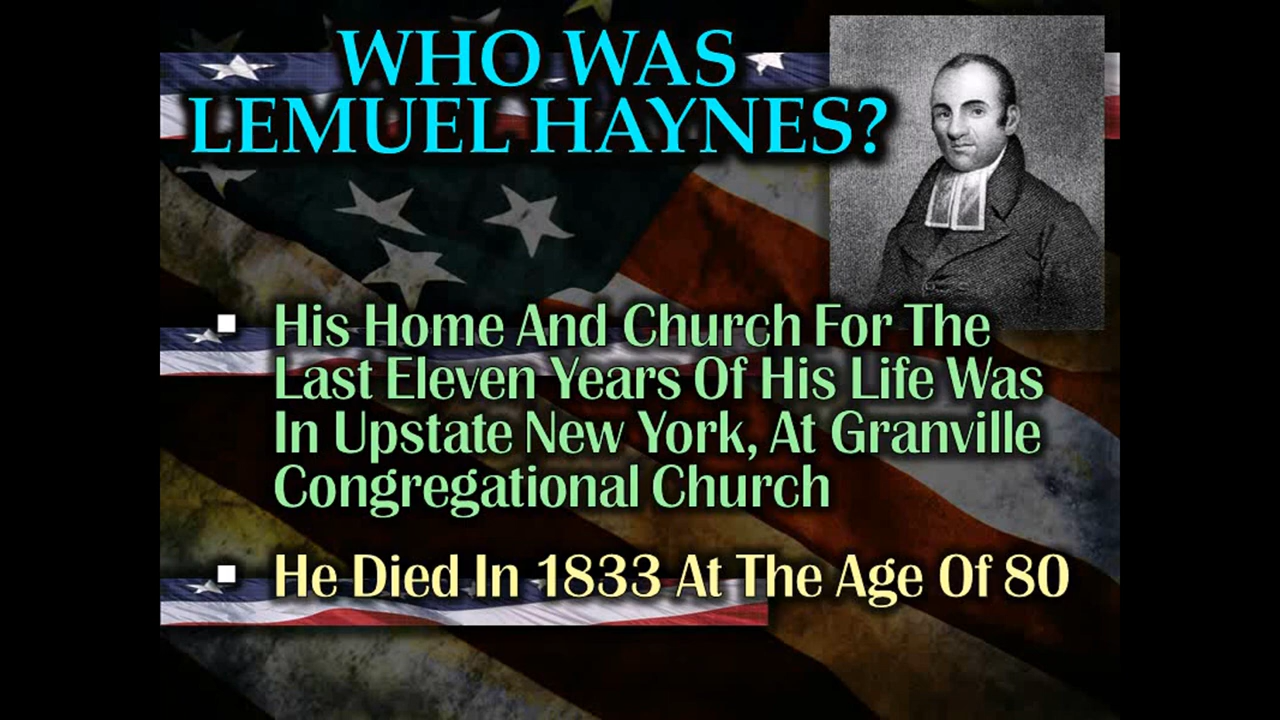 WHO WAS
LEMUEL HAYNES?
▪ His Home And Church For The
Last Eleven Years Of His Life Was
In Upstate New York, At Granville
Congregational Church
▪ He Died In 1833 At The Age Of 80